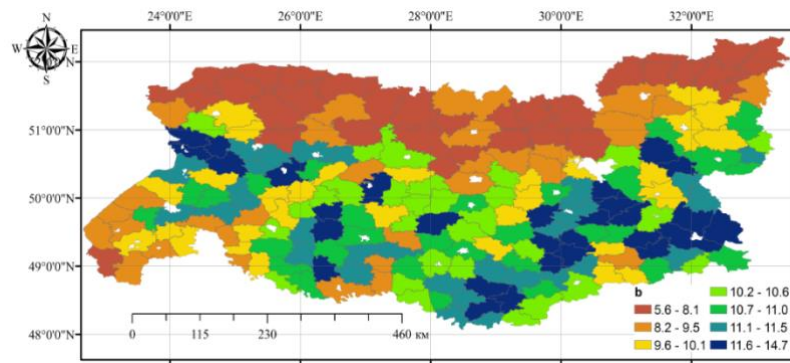 24°0'0"E 26°0'0"E 28°0'0"E 30°0'0"E 32°0'0"E
N
W E
S
51°0'0"N
50°0'0"N
49°0'0"N
48°0'0"N
b
5.6 - 8.1
8.2 - 9.5
9.6 - 10.1
10.2 - 10.6
10.7 - 11.0
11.1 - 11.5
11.6 - 14.7
0 115 230 460 KM